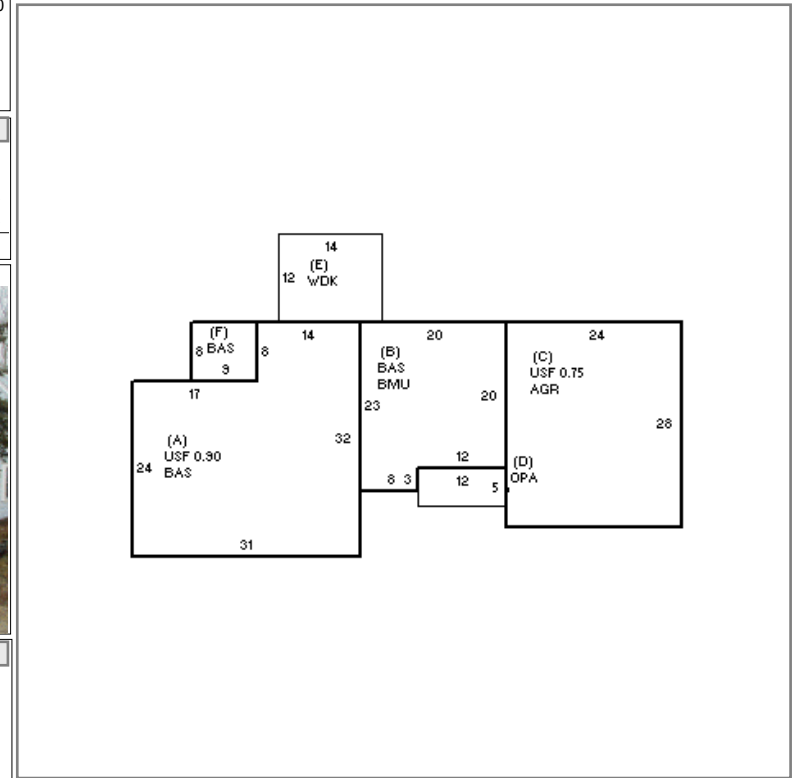 14
(E)
12 WDK
(F)
8 BAS
9
8
14
20
24
(B)
BAS
BMU
(C)
USF 0.75
AGR
17
23
20
28
32
(A)
USF 0.90
BAS
24
12
(D)
OPA
8 3
12
5
31